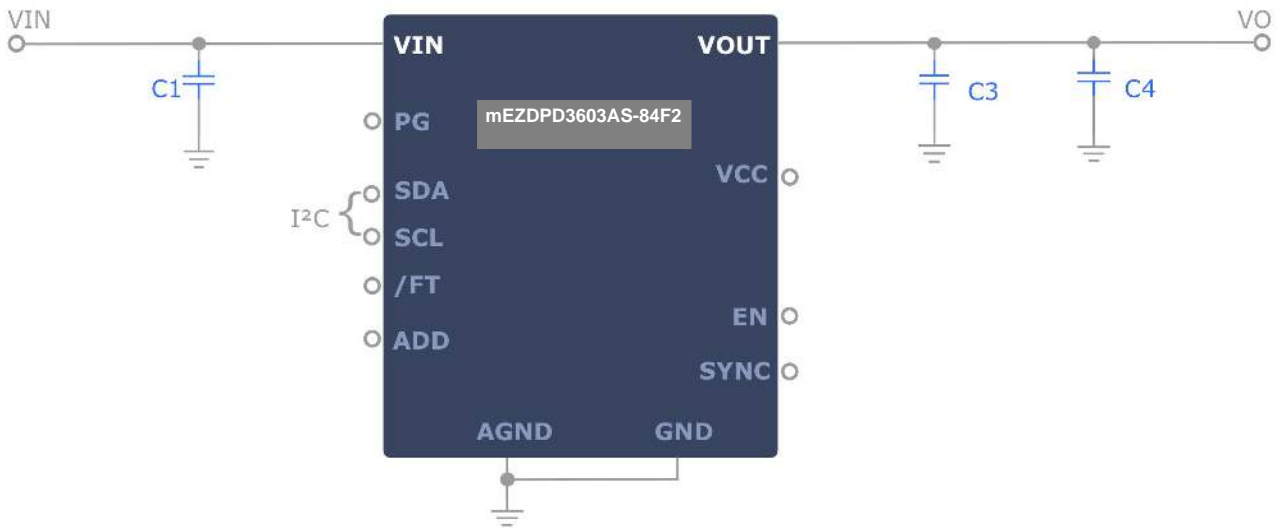 VIN
VO
VIN
VOUT
C1
C3
C4
PG
mEZDPD3603AS-84F2
VCC
SDA
I²C
SCL
/FT
EN
ADD
SYNC
AGND
GND